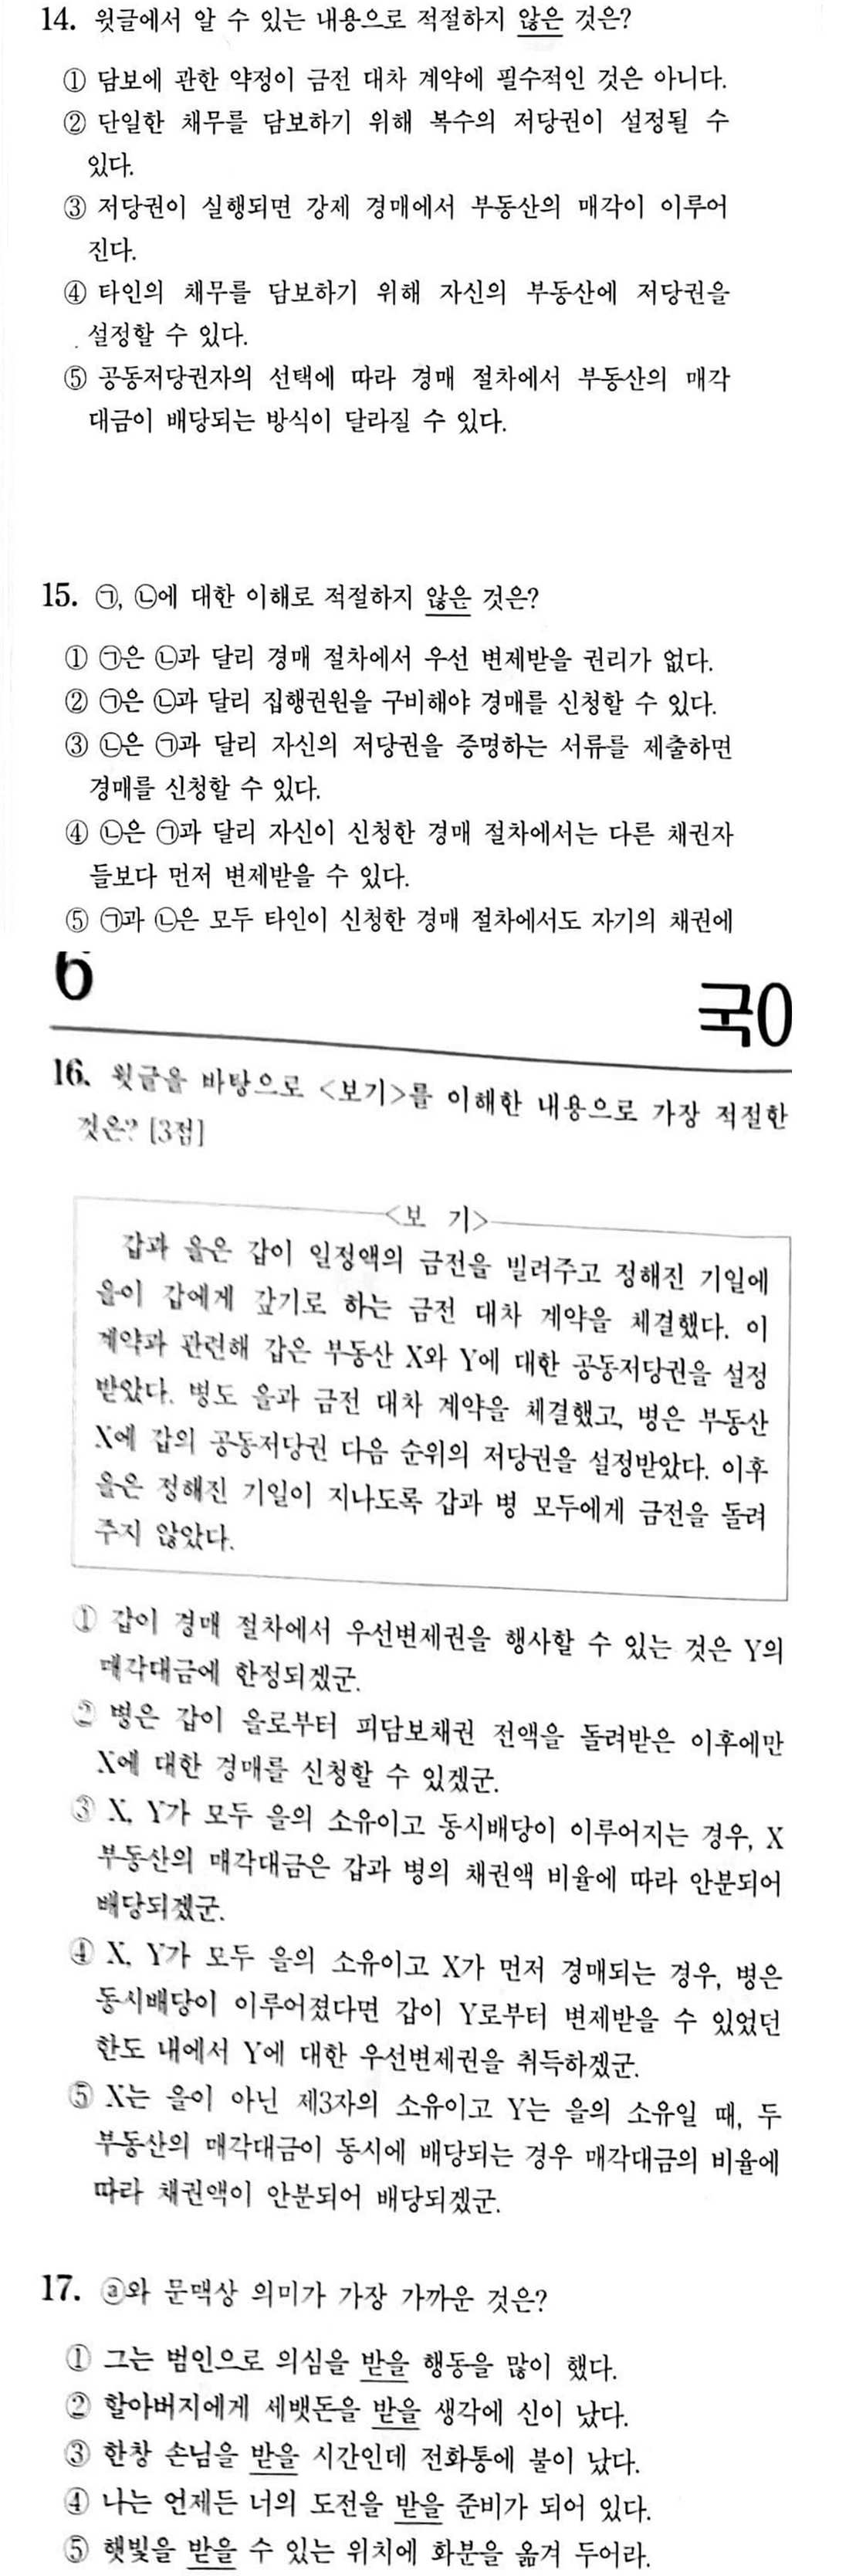 14. 윗글에서 알 수 있는 내용으로 적절하지 않은 것은?
① 담보에 관한 약정이 금전 대차 계약에 필수적인 것은 아니다.
② 단일한 채무를 담보하기 위해 복수의 저당권이 설정될 수
있다.
③ 저당권이 실행되면 강제 경매에서 부동산의 매각이 이루어
진다.
④ 타인의 채무를 담보하기 위해 자신의 부동산에 저당권을
설정할 수 있다.
⑤ 공동저당권자의 선택에 따라 경매 절차에서 부동산의 매각
대금이 배당되는 방식이 달라질 수 있다.
15. ㉠, ㉡에 대한 이해로 적절하지 않은 것은?
① ㉠은 ㉡과 달리 경매 절차에서 우선 변제받을 권리가 없다.
② ㉠은 ㉡과 달리 집행권원을 구비해야 경매를 신청할 수 있다.
③ ㉡은 ㉠과 달리 자신의 저당권을 증명하는 서류를 제출하면
경매를 신청할 수 있다.
④ ㉡은 ㉠과 달리 자신이 신청한 경매 절차에서는 다른 채권자
들보다 먼저 변제받을 수 있다.
⑤ ㉠과 ㉡은 모두 타인이 신청한 경매 절차에서도 자기의 채권에
6
국어
16. 윗글을 바탕으로 <보기>를 이해한 내용으로 가장 적절한
것은? [3점]
<보 기>
갑과 을은 갑이 일정액의 금전을 빌려주고 정해진 기일에
을이 갑에게 갚기로 하는 금전 대차 계약을 체결했다. 이
계약과 관련해 갑은 부동산 X와 Y에 대한 공동저당권을 설정
받았다. 병도 을과 금전 대차 계약을 체결했고, 병은 부동산
X에 갑의 공동저당권 다음 순위의 저당권을 설정받았다. 이후
을은 정해진 기일이 지나도록 갑과 병 모두에게 금전을 돌려
주지 않았다.
① 갑이 경매 절차에서 우선변제권을 행사할 수 있는 것은 Y의
매각대금에 한정되겠군.
② 병은 갑이 을로부터 피담보채권 전액을 돌려받은 이후에만
X에 대한 경매를 신청할 수 있겠군.
③ X, Y가 모두 을의 소유이고 동시배당이 이루어지는 경우, X
부동산의 매각대금은 갑과 병의 채권액 비율에 따라 안분되어
배당되겠군.
④ X, Y가 모두 을의 소유이고 X가 먼저 경매되는 경우, 병은
동시배당이 이루어졌다면 갑이 Y로부터 변제받을 수 있었던
한도 내에서 Y에 대한 우선변제권을 취득하겠군.
⑤ X는 을이 아닌 제3자의 소유이고 Y는 을의 소유일 때, 두
부동산의 매각대금이 동시에 배당되는 경우 매각대금의 비율에
따라 채권액이 안분되어 배당되겠군.
17. ⓐ와 문맥상 의미가 가장 가까운 것은?
① 그는 범인으로 의심을 받을 행동을 많이 했다.
② 할아버지에게 세뱃돈을 받을 생각에 신이 났다.
③ 한창 손님을 받을 시간인데 전화통에 불이 났다.
④ 나는 언제든 너의 도전을 받을 준비가 되어 있다.
⑤ 햇빛을 받을 수 있는 위치에 화분을 옮겨 두어라.